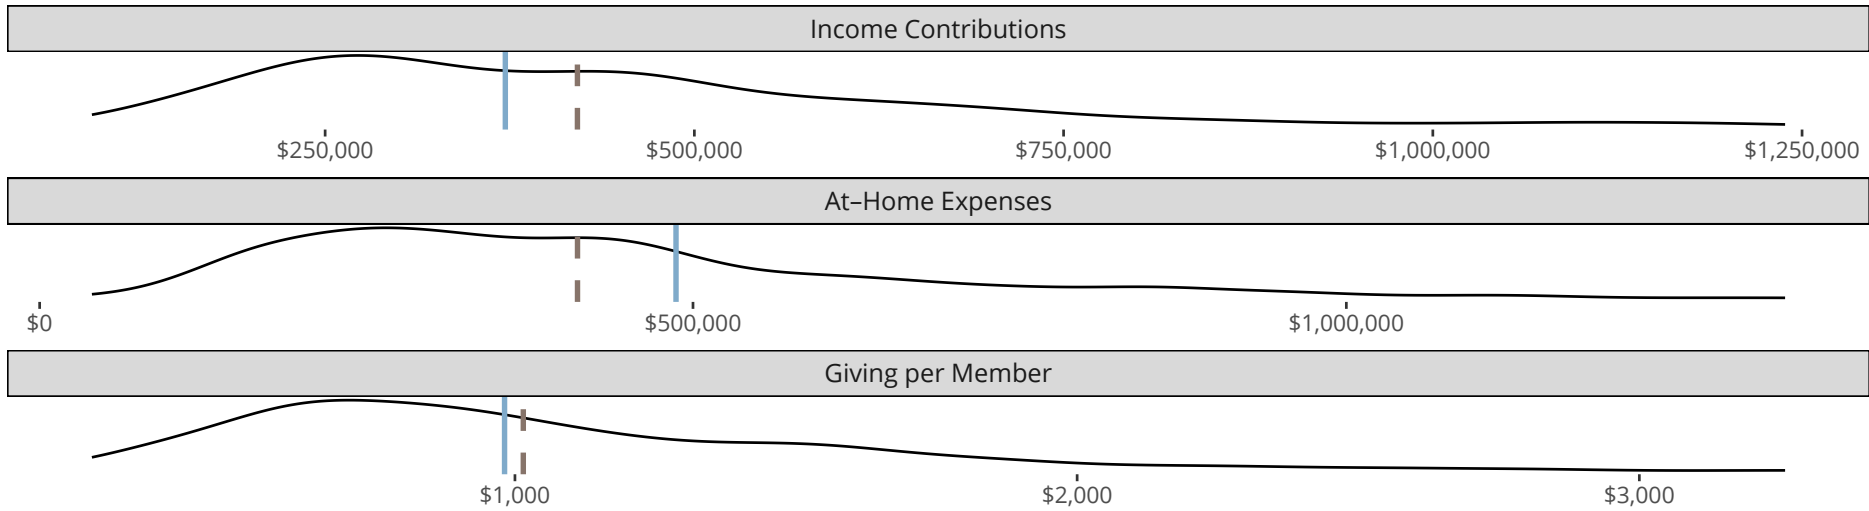 Income Contributions
$250,000 $500,000 $750,000 $1,000,000 $1,250,000
At–Home Expenses
$0 $500,000 $1,000,000
Giving per Member
$1,000 $2,000 $3,000